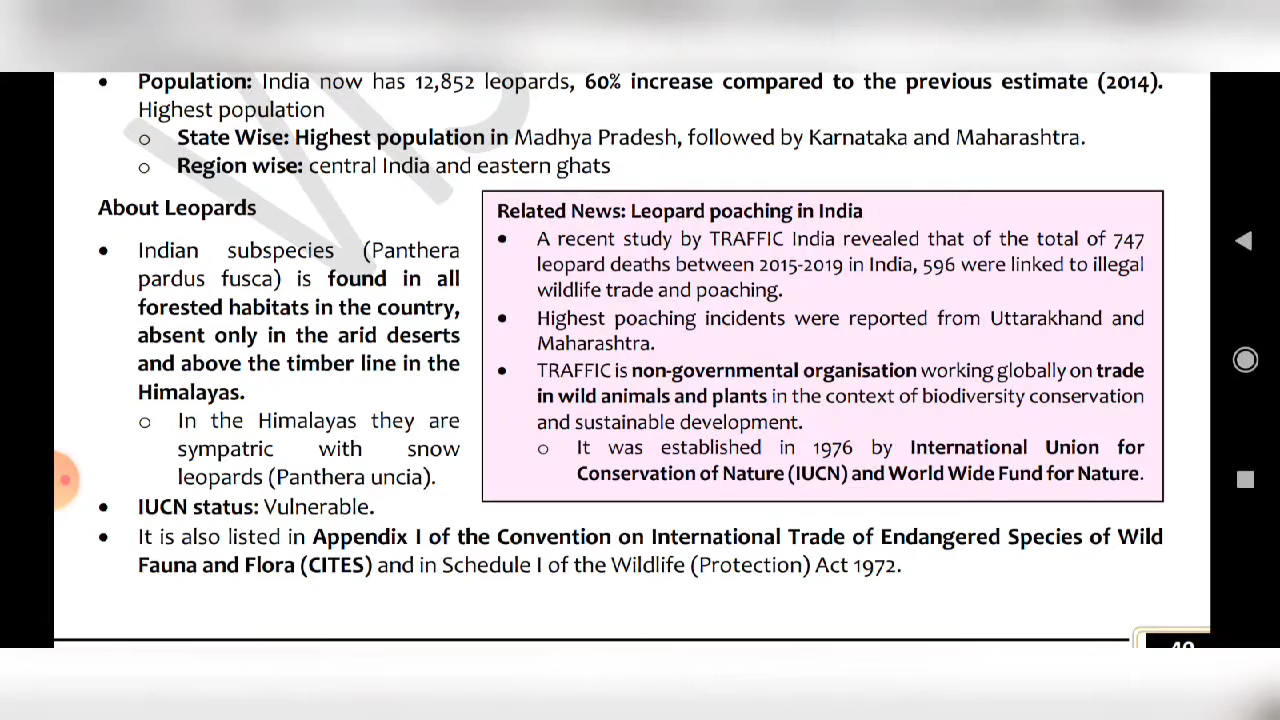 • Population: India now has 12,852 leopards, 60% increase compared to the previous estimate (2014).
Highest population
o State Wise: Highest population in Madhya Pradesh, followed by Karnataka and Maharashtra.
o Region wise: central India and eastern ghats
About Leopards
• Indian subspecies (Panthera
pardus fusca) is found in all
forested habitats in the country,
absent only in the arid deserts
and above the timber line in the
Himalayas.
o In the Himalayas they are
sympatric with snow
leopards (Panthera uncia).
• IUCN status: Vulnerable.
Related News: Leopard poaching in India
• A recent study by TRAFFIC India revealed that of the total of 747
leopard deaths between 2015-2019 in India, 596 were linked to illegal
wildlife trade and poaching.
• Highest poaching incidents were reported from Uttarakhand and
Maharashtra.
• TRAFFIC is non-governmental organisation working globally on trade
in wild animals and plants in the context of biodiversity conservation
and sustainable development.
o It was established in 1976 by International Union for
Conservation of Nature (IUCN) and World Wide Fund for Nature.
• It is also listed in Appendix I of the Convention on International Trade of Endangered Species of Wild
Fauna and Flora (CITES) and in Schedule I of the Wildlife (Protection) Act 1972.